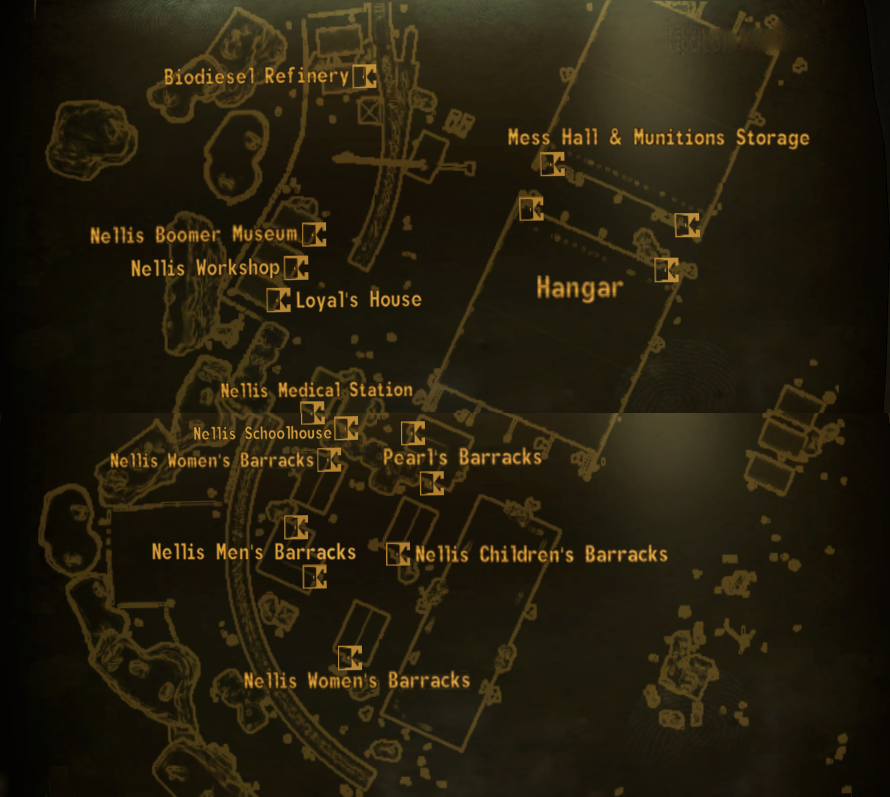 Biodiesel Refinery
Mess Hall & Munitions Storage
Nellis Boomer Museum
Nellis Workshop
Hangar
Loyal's House
Nellis Medical Station
Nellis Schoolhouse
Nellis Women's Barracks
Pearl's Barracks
Nellis Men's Barracks
Nellis Children's Barracks
Nellis Women's Barracks